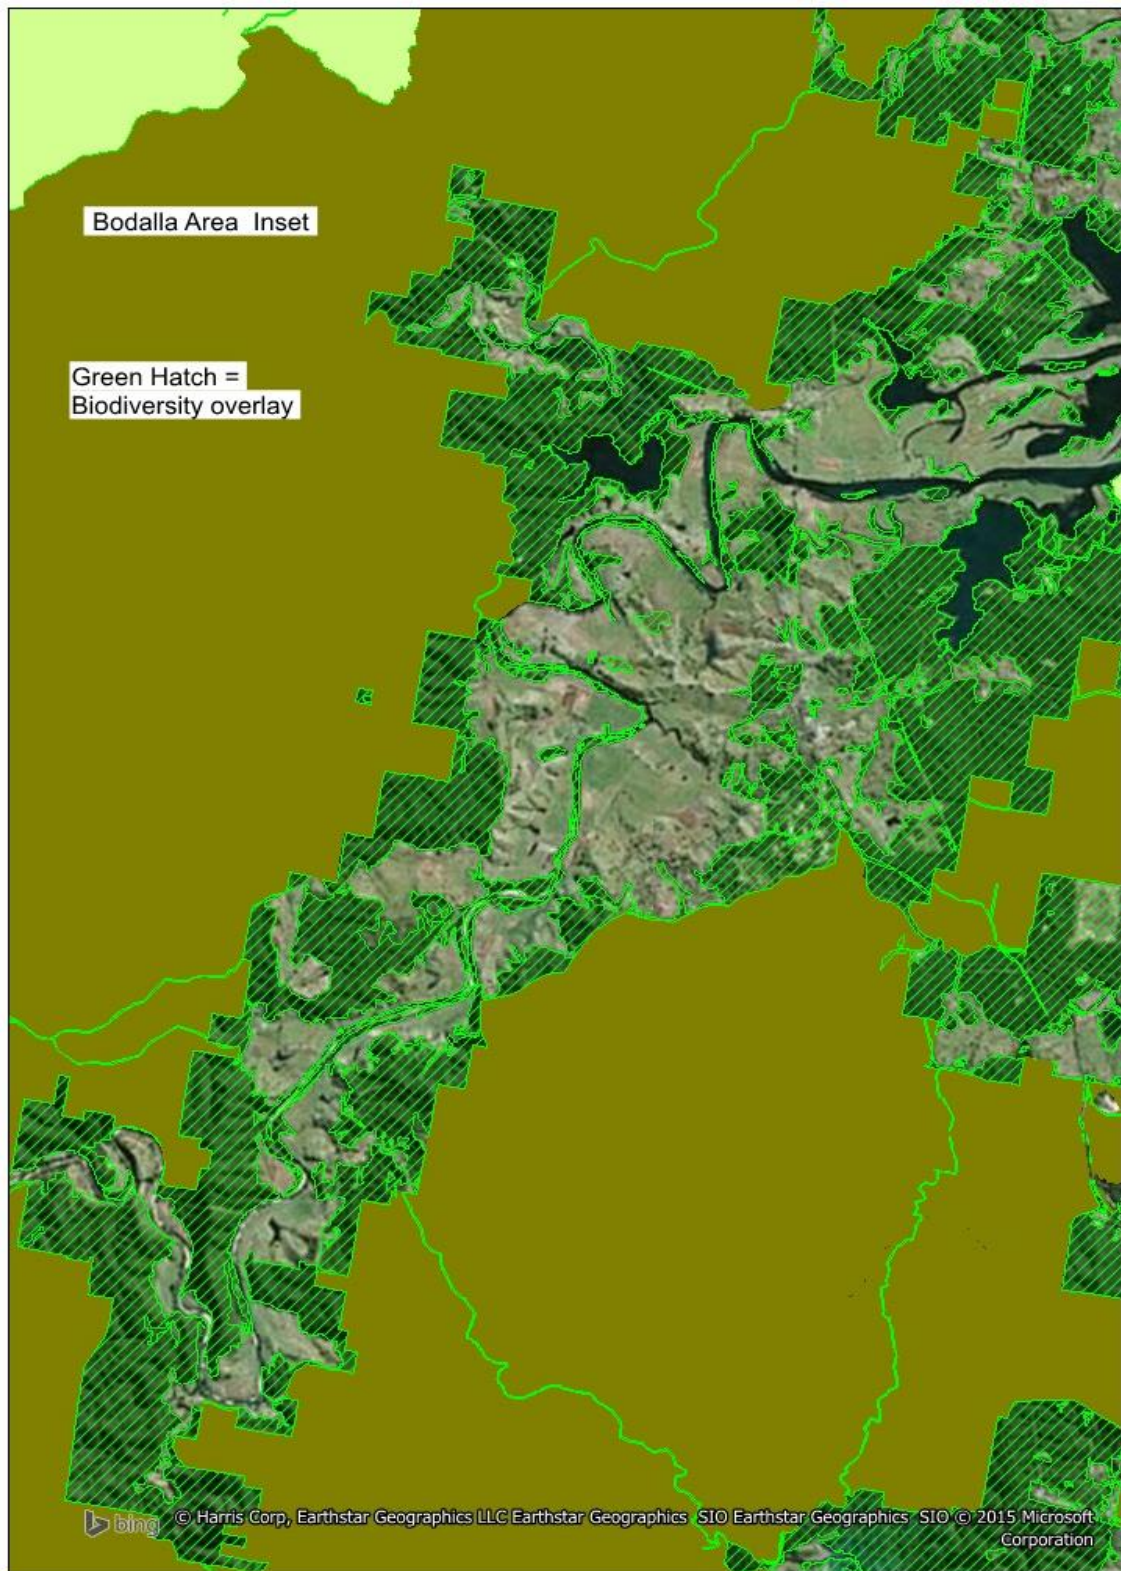 Bodalla Area Inset
Green Hatch =
Biodiversity overlay
bing
© Harris Corp, Earthstar Geographics LLC Earthstar Geographics SIO Earthstar Geographics SIO © 2015 Microsoft
Corporation